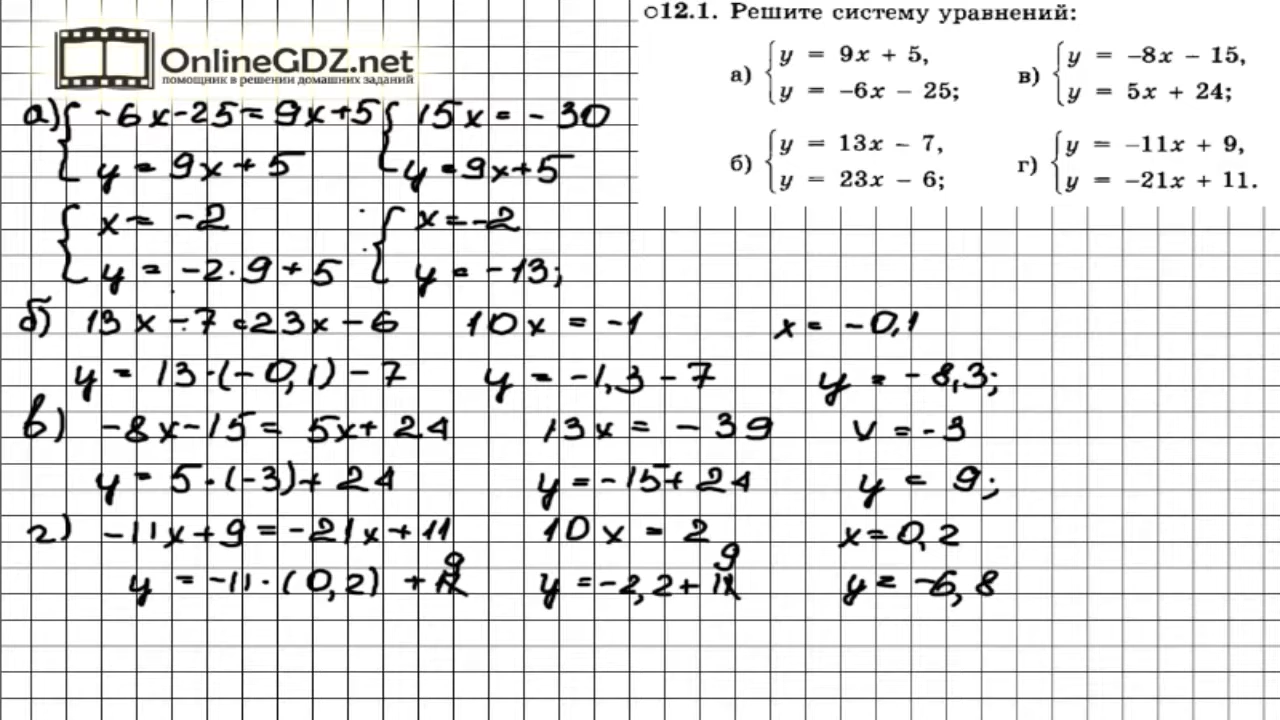 OnlineGDZ.net
помощник в решении домашних заданий
12.1. Решите систему уравнений:
а) { y = 9x + 5,
y = –6x – 25;
в) { y = –8x – 15,
y = 5x + 24;
б) { y = 13x – 7,
y = 23x – 6;
г) { y = –11x + 9,
y = –21x + 11.
а) { -6x-25=9x+5 { 15x=-30
y=9x+5 y=9x+5
{ x=-2 { x=-2
y=-2·9+5 y=-13;
б) 13x-7=23x-6 10x=-1 x=-0,1
y=13·(-0,1)-7 y=-1,3-7 y=-8,3;
в) -8x-15=5x+24 13x=-39 x=-3
y=5·(-3)+24 y=-15+24 y=9;
г) -11x+9=-21x+11 10x=2 x=0,2
y=-11·(0,2)+9 y=-2,2+9 y=-6,8